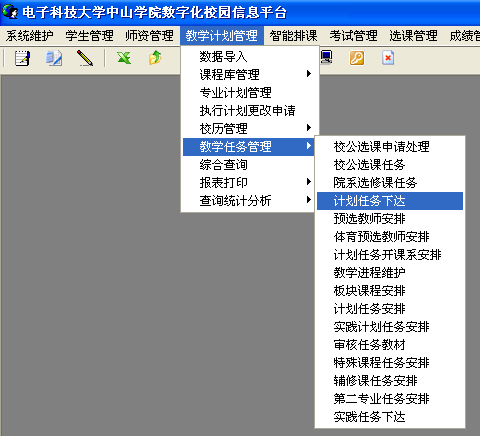 电子科技大学中山学院数字化校园信息平台
系统维护 学生管理 师资管理 教学计划管理 智能排课 考试管理 选课管理 成绩管
数据导入
课程库管理
专业计划管理
执行计划更改申请
校历管理
教学任务管理
综合查询
报表打印
查询统计分析
校公选课申请处理
校公选课任务
院系选修课任务
计划任务下达
预选教师安排
体育预选教师安排
计划任务开课系安排
教学进程维护
板块课程安排
计划任务安排
实践计划任务安排
审核任务教材
特殊课程任务安排
辅修课任务安排
第二专业任务安排
实践任务下达